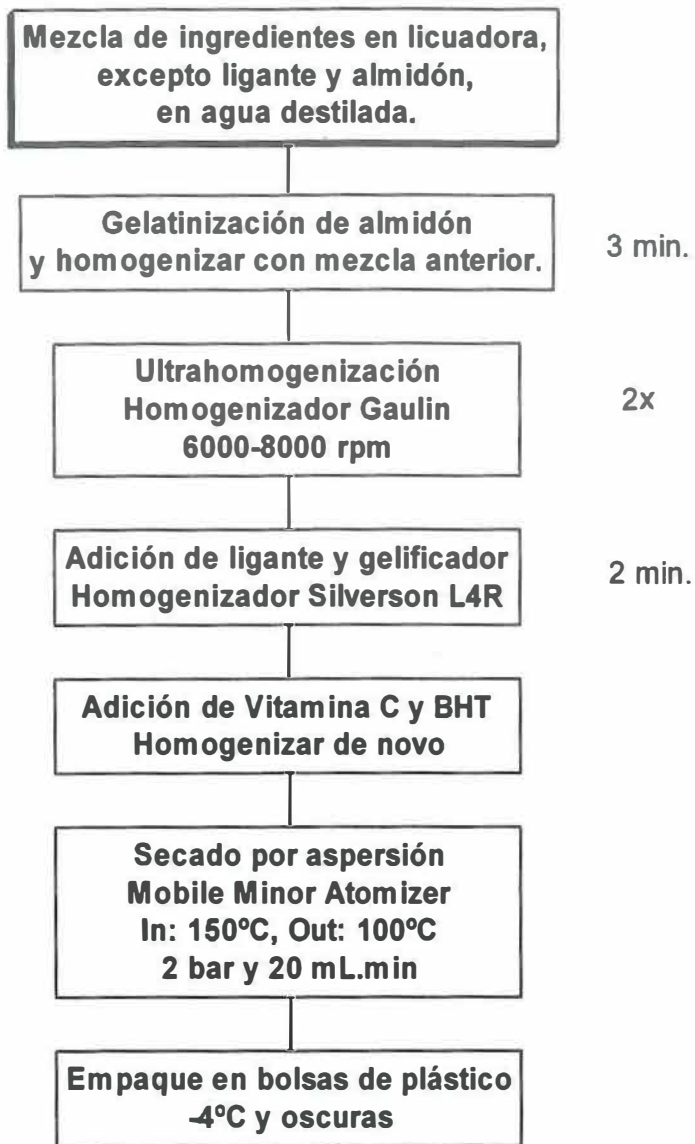 Mezcla de ingredientes en licuadora,
excepto ligante y almidón,
en agua destilada.
Gelatinización de almidón
y homogenizar con mezcla anterior.
3 min.
Ultrahomogenización
Homogenizador Gaulin
6000-8000 rpm
2x
Adición de ligante y gelificador
Homogenizador Silverson L4R
2 min.
Adición de Vitamina C y BHT
Homogenizar de novo
Secado por aspersión
Mobile Minor Atomizer
In: 150ºC, Out: 100ºC
2 bar y 20 mL.min
Empaque en bolsas de plástico
-4ºC y oscuras